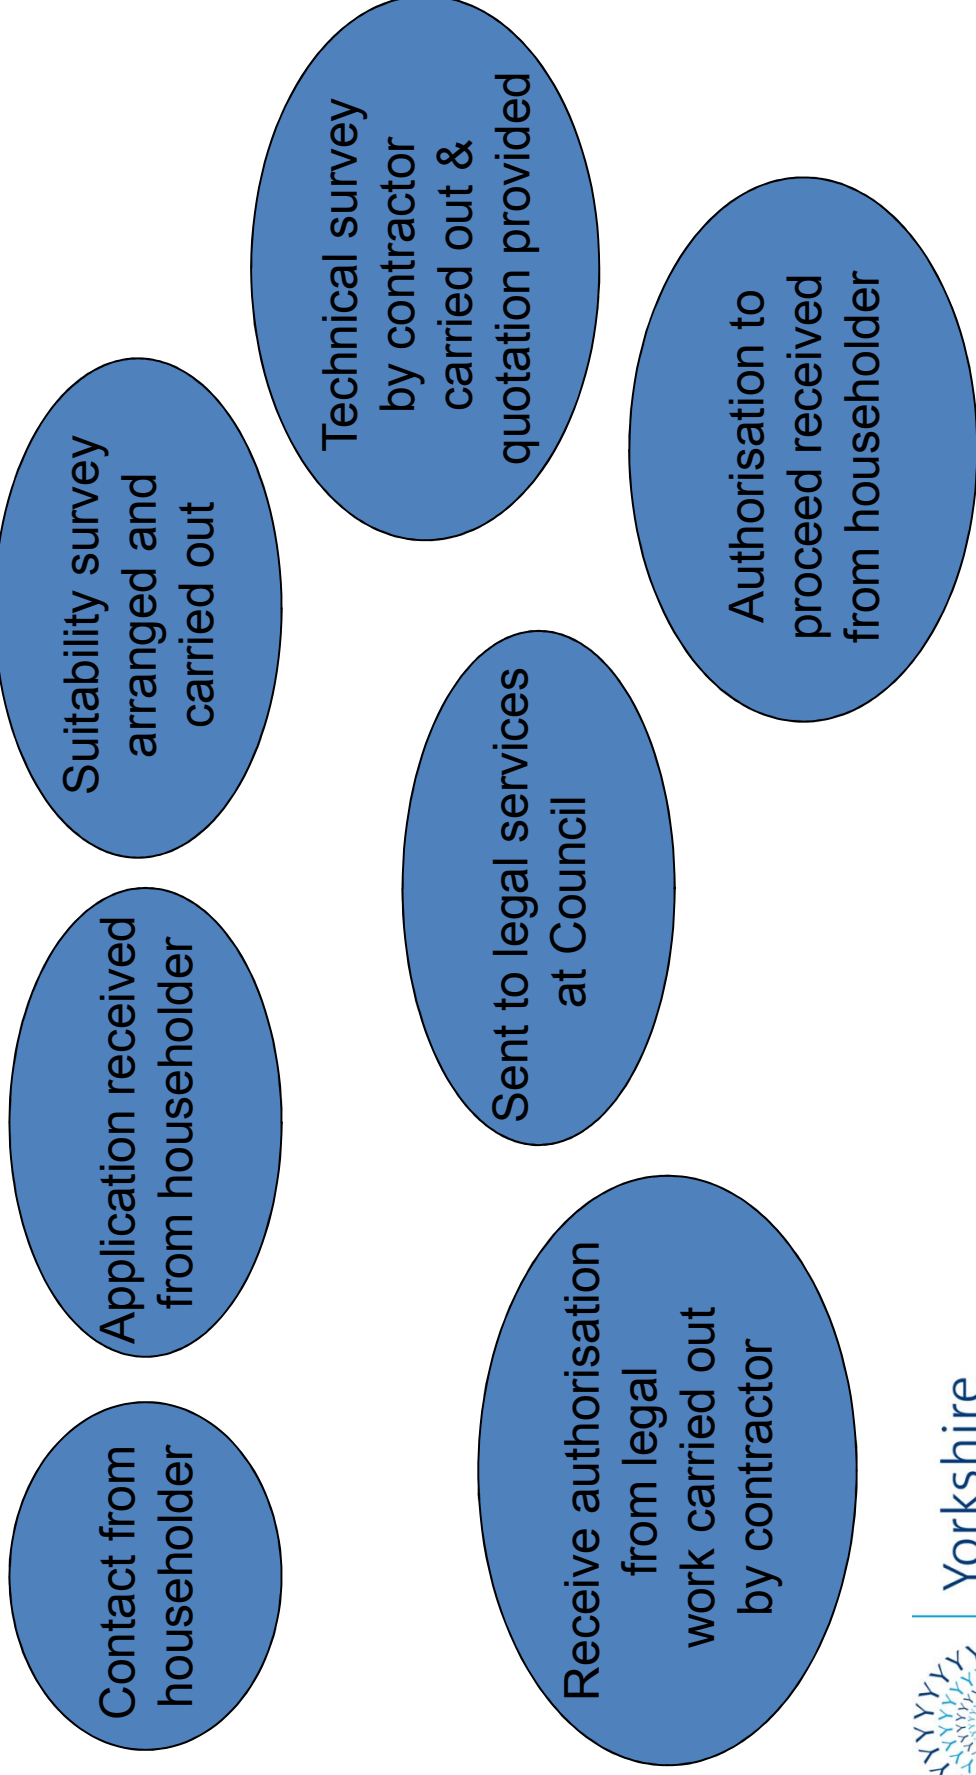 Contact from
householder
Application received
from householder
Suitability survey
arranged and
carried out
Technical survey
by contractor
carried out &
quotation provided
Authorisation to
proceed received
from householder
Sent to legal services
at Council
Receive authorisation
from legal
work carried out
by contractor
Yorkshire